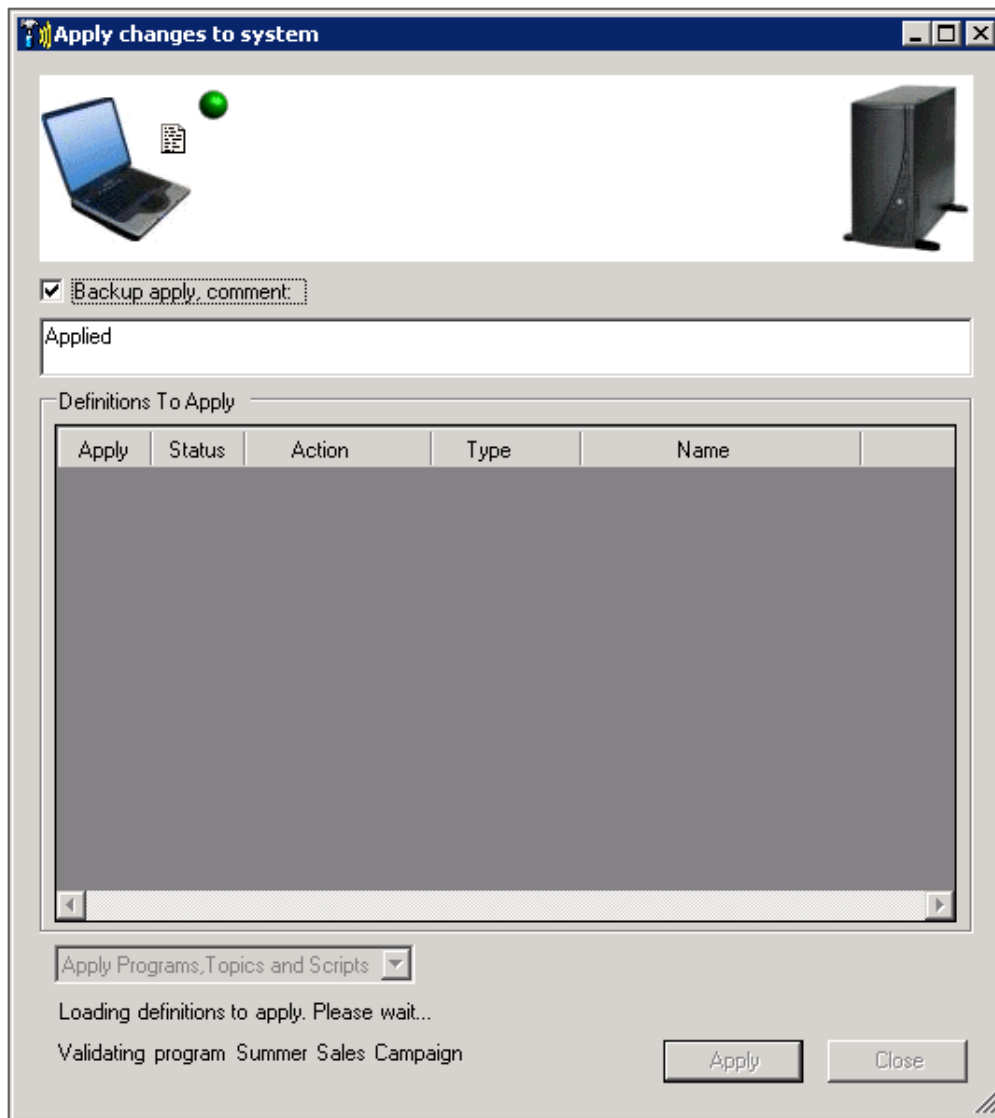 Apply changes to system
Backup apply, comment:
Applied
Definitions To Apply
Apply Status Action Type Name
Apply Programs,Topics and Scripts
Loading definitions to apply. Please wait...
Validating program Summer Sales Campaign
Apply Close